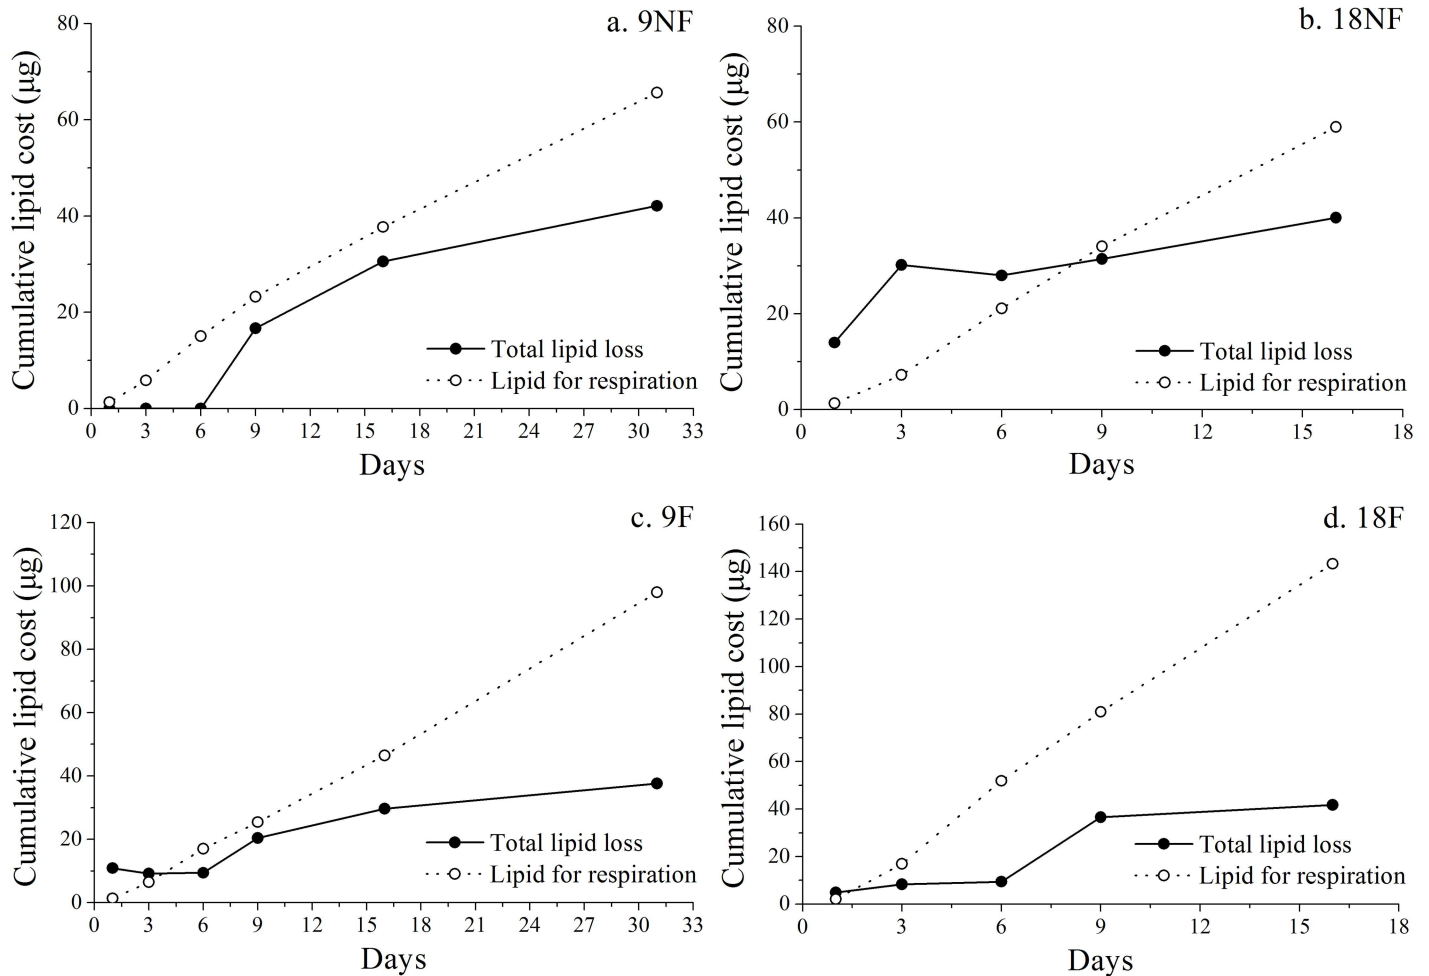 a. 9NF
Cumulative lipid cost (μg)
80
60
40
20
0
0 3 6 9 12 15 18 21 24 27 30 33
Days
Total lipid loss
Lipid for respiration
b. 18NF
Cumulative lipid cost (μg)
80
60
40
20
0
0 3 6 9 12 15 18
Days
Total lipid loss
Lipid for respiration
c. 9F
Cumulative lipid cost (μg)
120
100
80
60
40
20
0
0 3 6 9 12 15 18 21 24 27 30 33
Days
Total lipid loss
Lipid for respiration
d. 18F
Cumulative lipid cost (μg)
160
140
120
100
80
60
40
20
0
0 3 6 9 12 15 18
Days
Total lipid loss
Lipid for respiration